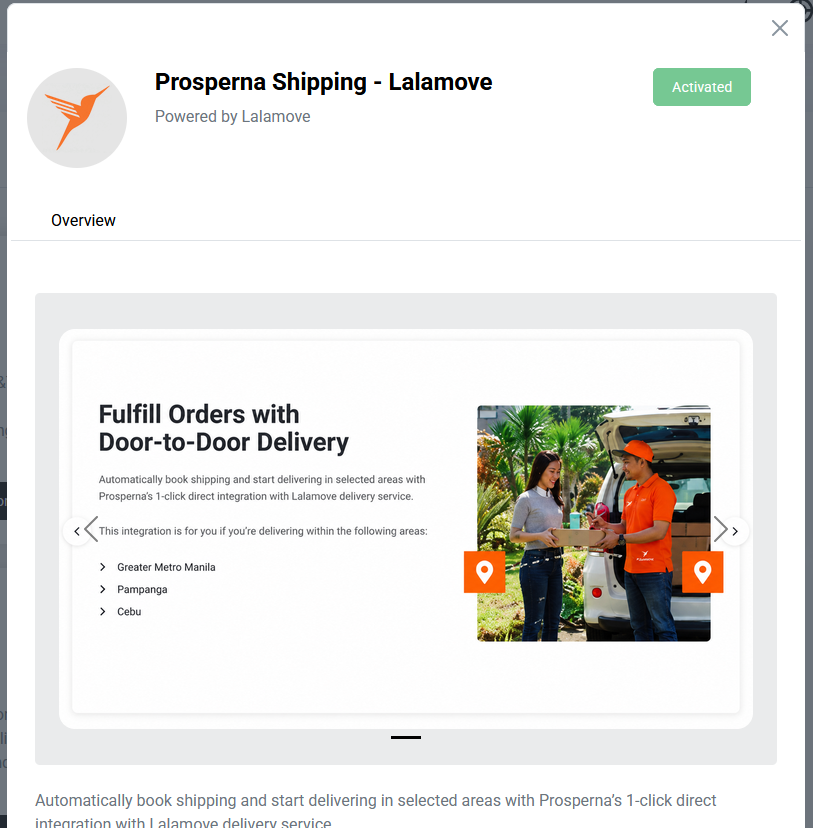 Prosperna Shipping - Lalamove
Activated
Powered by Lalamove
Overview
Fulfill Orders with
Door-to-Door Delivery
Automatically book shipping and start delivering in selected areas with
Prosperna's 1-click direct integration with Lalamove delivery service.
This integration is for you if you're delivering within the following areas:
Greater Metro Manila
Pampanga
Cebu
Automatically book shipping and start delivering in selected areas with Prosperna's 1-click direct
integration with Lalamove delivery service